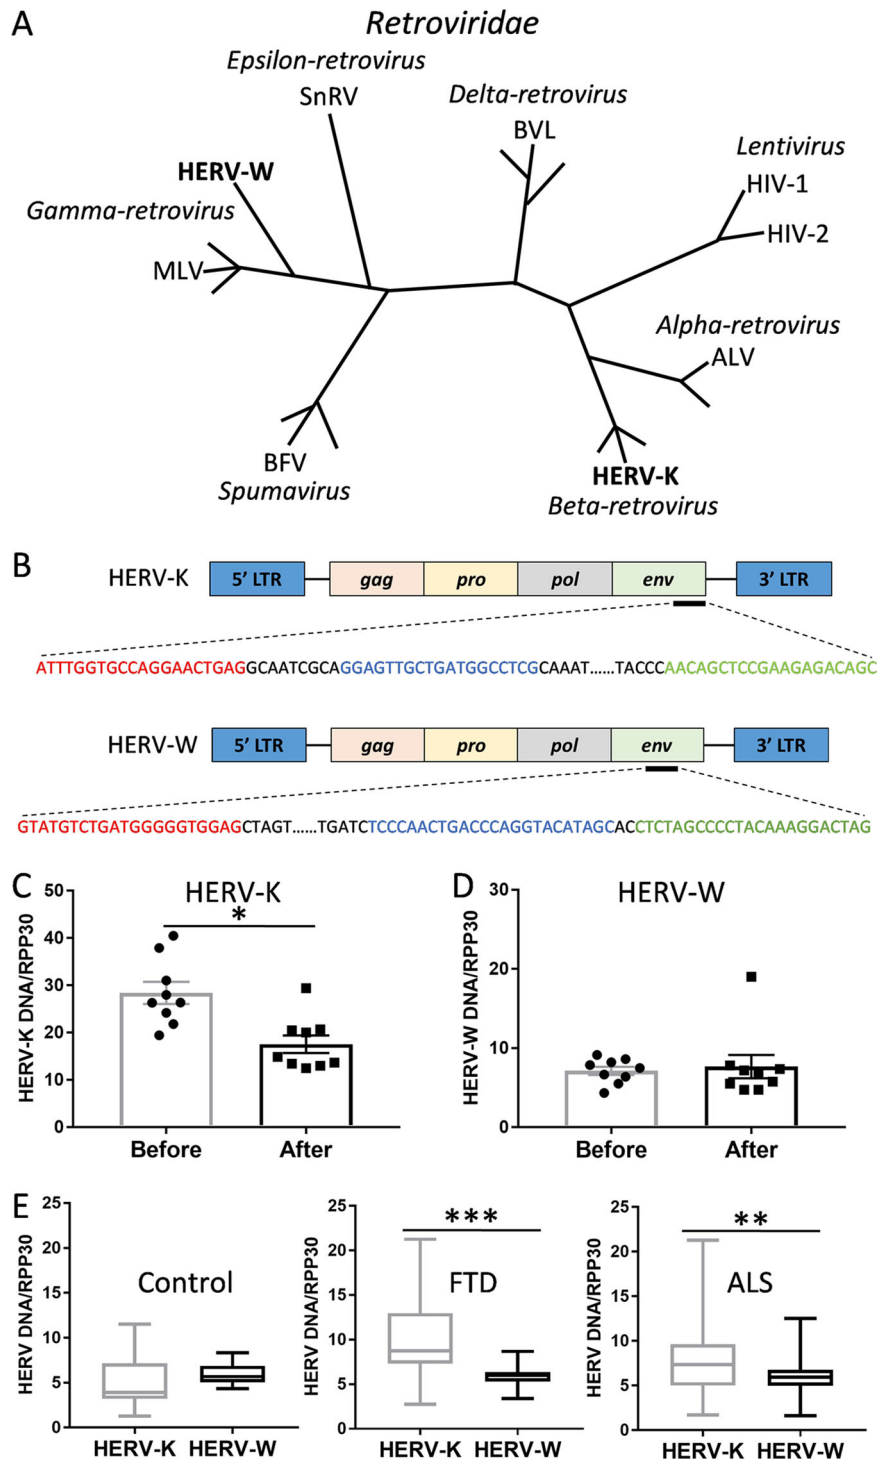 A
Retroviridae
Epsilon-retrovirus
SnRV
Delta-retrovirus
BVL
Lentivirus
HERV-W
HIV-1
Gamma-retrovirus
HIV-2
MLV
Alpha-retrovirus
ALV
BFV
HERV-K
Spumavirus
Beta-retrovirus
B
HERV-K 5' LTR gag pro pol env 3' LTR
ATTTGGTGCCAGGAACTGAGGCAATCGCAGGAGTTGCTGATGGCCTCGCAAAT......TACCCAACAGCTCCGAAGAGACAGC
HERV-W 5' LTR gag pro pol env 3' LTR
GTATGTCTGATGGGGGTGGAGCTAGT......TGATCTCCCAACTGACCCAGGTACATAGCACCTCTAGCCCCTACAAAGGACTAG
C
HERV-K
HERV-K DNA/RPP30
50
40
30
20
10
0
*
Before After
D
HERV-W
HERV-W DNA/RPP30
30
20
10
0
Before After
E
HERV DNA/RPP30
25
20
15
10
5
0
Control
HERV-K HERV-W
HERV DNA/RPP30
25
20
15
10
5
0
***
FTD
HERV-K HERV-W
HERV DNA/RPP30
25
20
15
10
5
0
**
ALS
HERV-K HERV-W